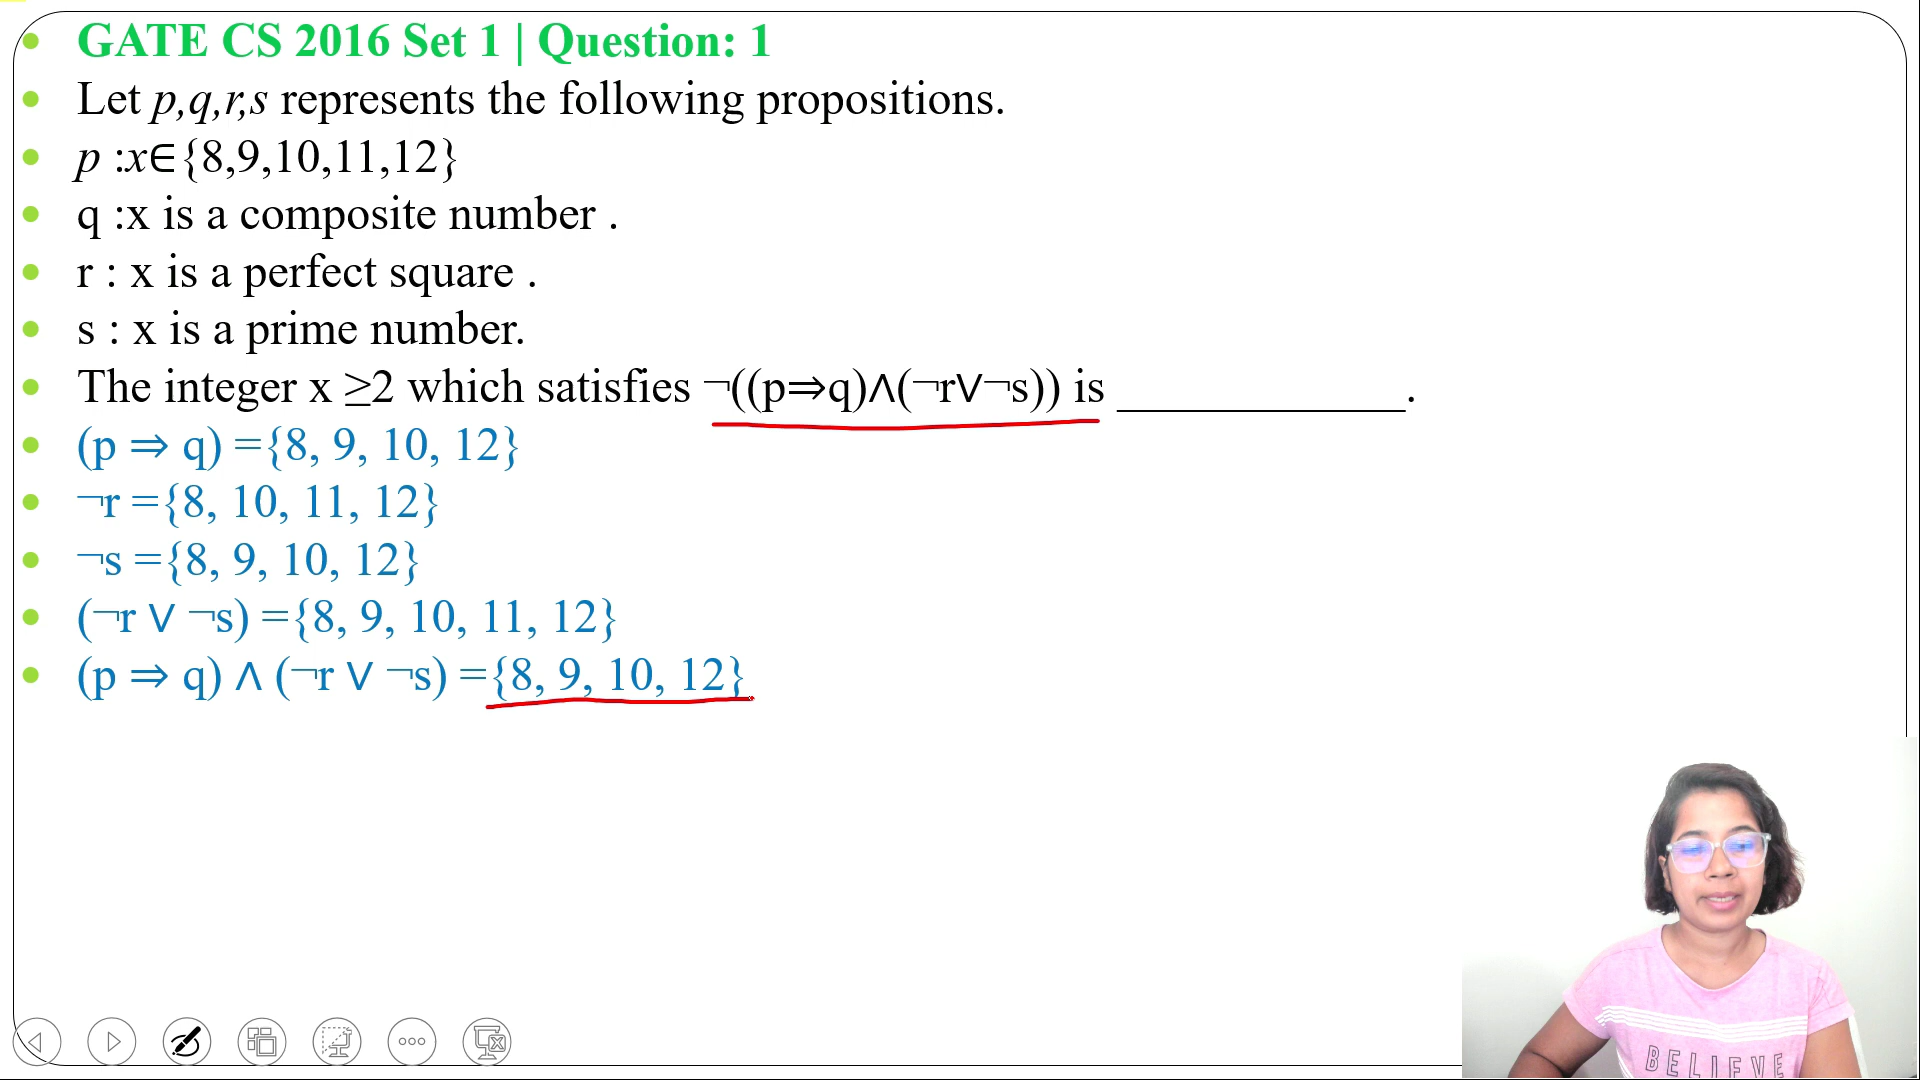 GATE CS 2016 Set 1 | Question: 1
Let p,q,r,s represents the following propositions.
p :x∈{8,9,10,11,12}
q :x is a composite number .
r : x is a perfect square .
s : x is a prime number.
The integer x ≥2 which satisfies ¬((p⇒q)∧(¬r∨¬s)) is ____________.
(p ⇒ q) ={8, 9, 10, 12}
¬r ={8, 10, 11, 12}
¬s ={8, 9, 10, 12}
(¬r ∨ ¬s) ={8, 9, 10, 11, 12}
(p ⇒ q) ∧ (¬r ∨ ¬s) ={8, 9, 10, 12}
BELIEVE